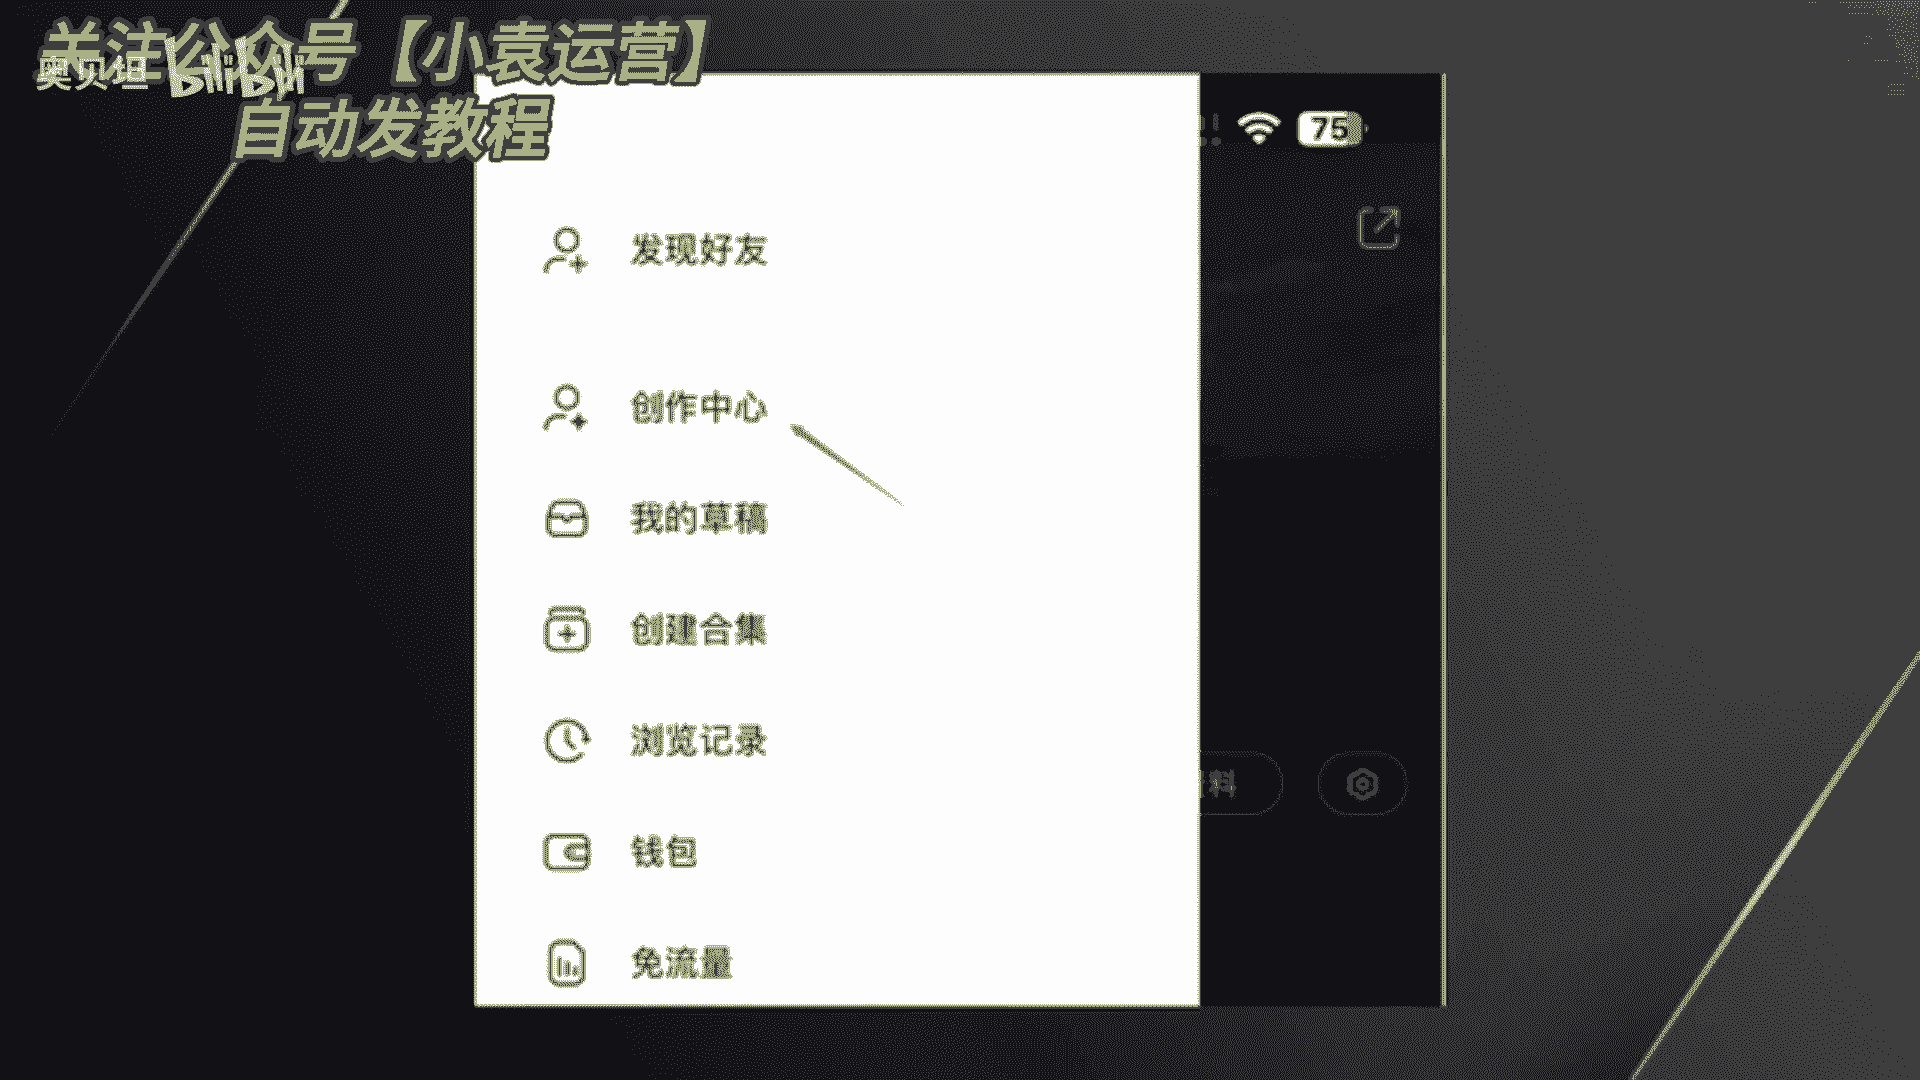 关注公众号【小袁运营】
奥贝坦 bilibili
自动发教程
75
发现好友
创作中心
我的草稿
创建合集
浏览记录
料
钱包
免流量